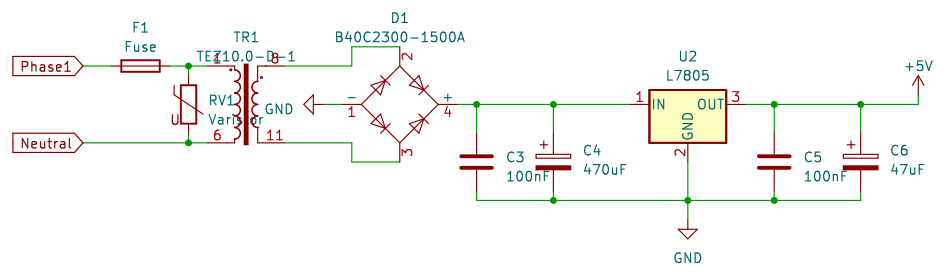 F1
Fuse
Phase1
Neutral
RV1
Varistor
U
TR1
TEZ10.0-D-1
1
6
8
11
GND
D1
B40C2300-1500A
2
-
1
+
4
3
C3
100nF
+
C4
470uF
U2
L7805
1
IN
OUT
3
GND
2
GND
C5
100nF
+
C6
47uF
+5V